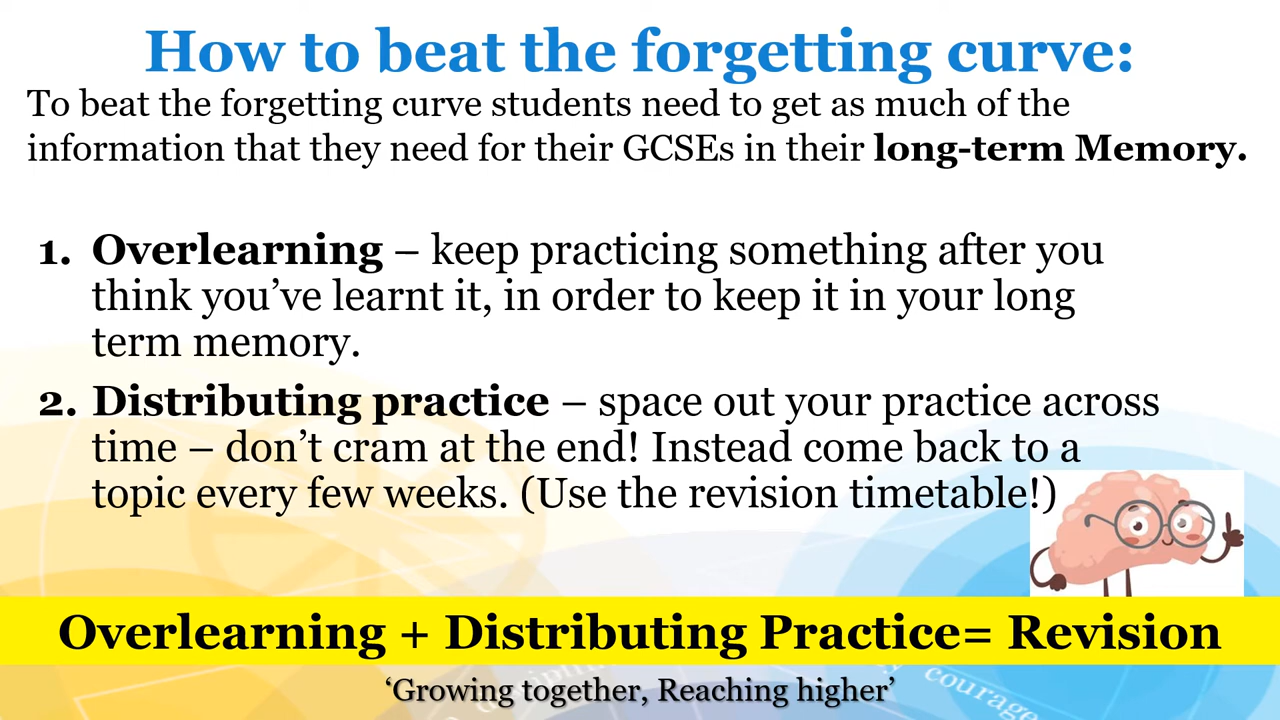 How to beat the forgetting curve:
To beat the forgetting curve students need to get as much of the
information that they need for their GCSEs in their long-term Memory.
1. Overlearning – keep practicing something after you
think you’ve learnt it, in order to keep it in your long
term memory.
2. Distributing practice – space out your practice across
time – don’t cram at the end! Instead come back to a
topic every few weeks. (Use the revision timetable!)
Overlearning + Distributing Practice= Revision
courage
‘Growing together, Reaching higher’